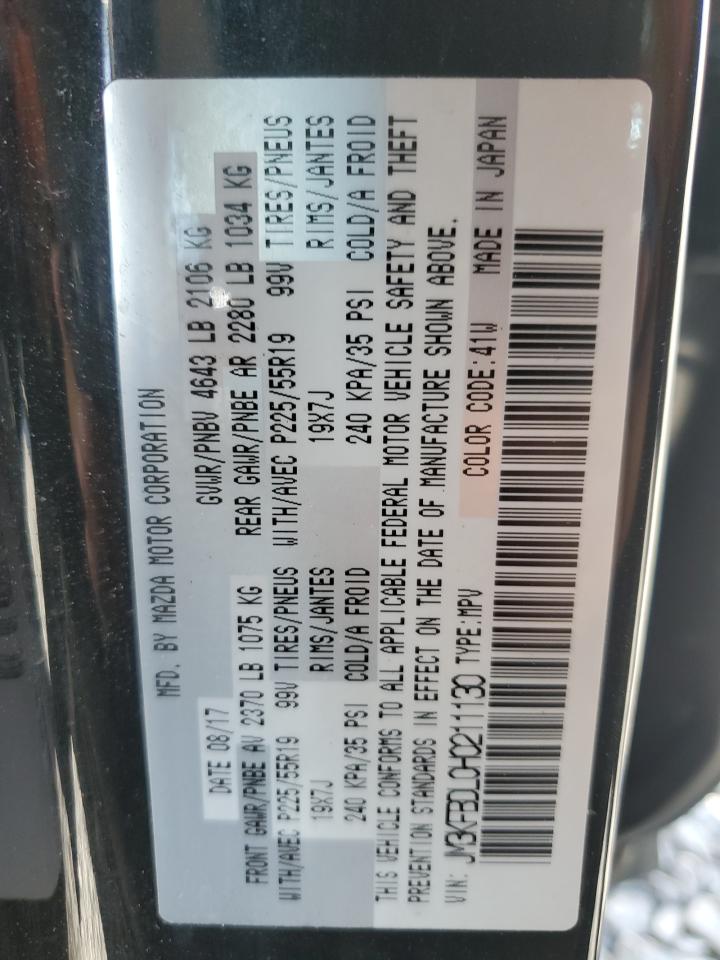 MFD. BY MAZDA MOTOR CORPORATION
DATE 08/17 GVWR/PNBV 4643 LB 2106 KG
FRONT GAWR/PNBE AV 2370 LB 1075 KG REAR GAWR/PNBE AR 2280 LB 1034 KG
WITH/AVEC P225/55R19 99V TIRES/PNEUS WITH/AVEC P225/55R19 99V TIRES/PNEUS
19X7J RIMS/JANTES 19X7J RIMS/JANTES
240 KPA/35 PSI COLD/A FROID 240 KPA/35 PSI COLD/A FROID
THIS VEHICLE CONFORMS TO ALL APPLICABLE FEDERAL MOTOR VEHICLE SAFETY AND THEFT
PREVENTION STANDARDS IN EFFECT ON THE DATE OF MANUFACTURE SHOWN ABOVE.
VIN: JM3KFBDL0H0211130 TYPE:MPV COLOR CODE:41W MADE IN JAPAN